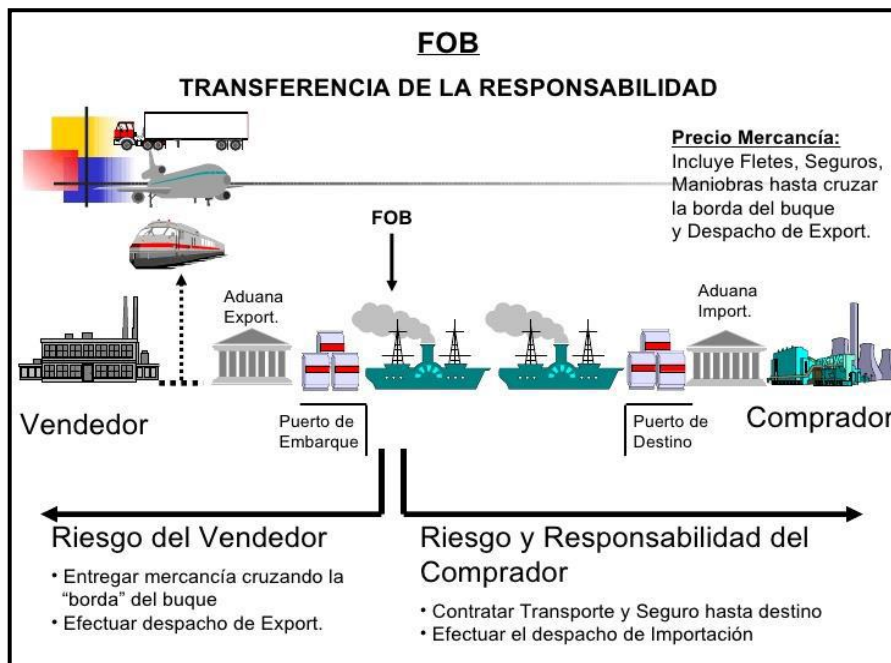 FOB
TRANSFERENCIA DE LA RESPONSABILIDAD
Precio Mercancía:
Incluye Fletes, Seguros,
Maniobras hasta cruzar
la borda del buque
y Despacho de Export.
FOB
Aduana
Export.
Aduana
Import.
Vendedor
Puerto de
Embarque
Puerto de
Destino
Comprador
Riesgo del Vendedor
• Entregar mercancía cruzando la
"borda" del buque
• Efectuar despacho de Export.
Riesgo y Responsabilidad del
Comprador
• Contratar Transporte y Seguro hasta destino
• Efectuar el despacho de Importación